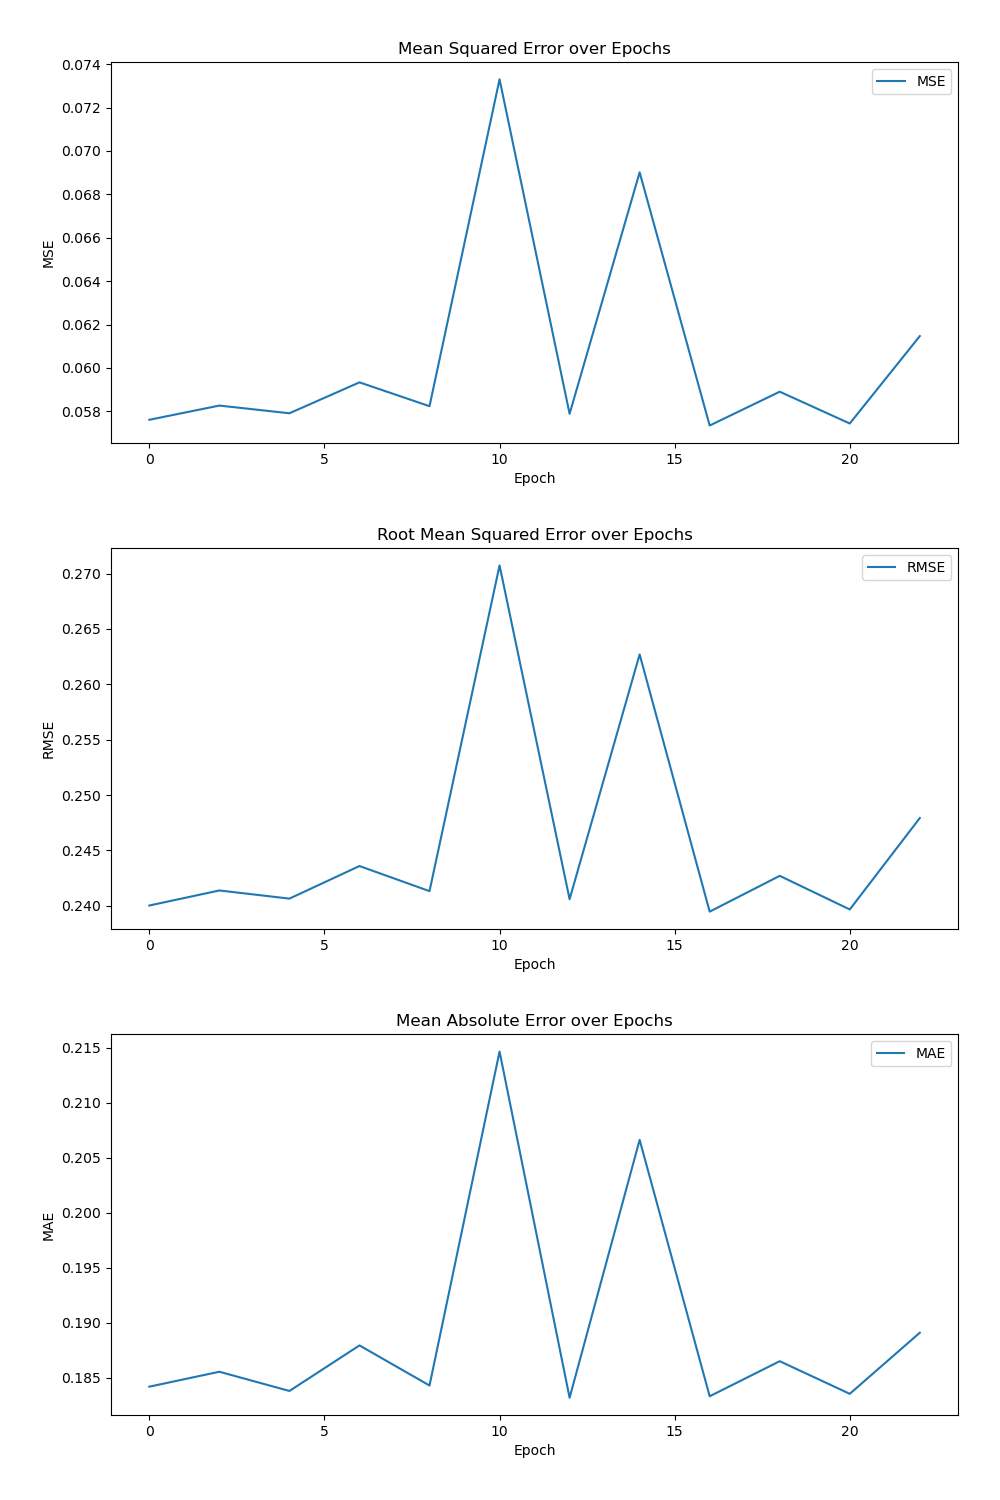 Mean Squared Error over Epochs
0.074
0.072
0.070
0.068
0.066
0.064
0.062
0.060
0.058
MSE
MSE
0 5 10 15 20
Epoch
Root Mean Squared Error over Epochs
0.270
0.265
0.260
0.255
0.250
0.245
0.240
RMSE
RMSE
0 5 10 15 20
Epoch
Mean Absolute Error over Epochs
0.215
0.210
0.205
0.200
0.195
0.190
0.185
MAE
MAE
0 5 10 15 20
Epoch